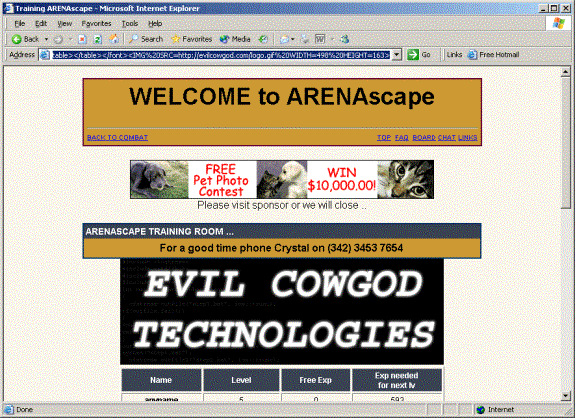 Training ARENAscape - Microsoft Internet Explorer
File Edit View Favorites Tools Help
Back Search Favorites Media
Address table></table></font><IMG%20SRC=http://evilcowgod.com/logo.gif%20WIDTH=498%20HEIGHT=163> Go Links Free Hotmail
WELCOME to ARENAscape
BACK TO COMBAT TOP FAQ BOARD CHAT LINKS
FREE
Pet Photo
Contest
WIN
$10,000.00!
Please visit sponsor or we will close ..
ARENASCAPE TRAINING ROOM ...
For a good time phone Crystal on (342) 3453 7654
EVIL COWGOD
TECHNOLOGIES
Name Level Free Exp Exp needed
for next lv
anyname 5 0 593
Done Internet